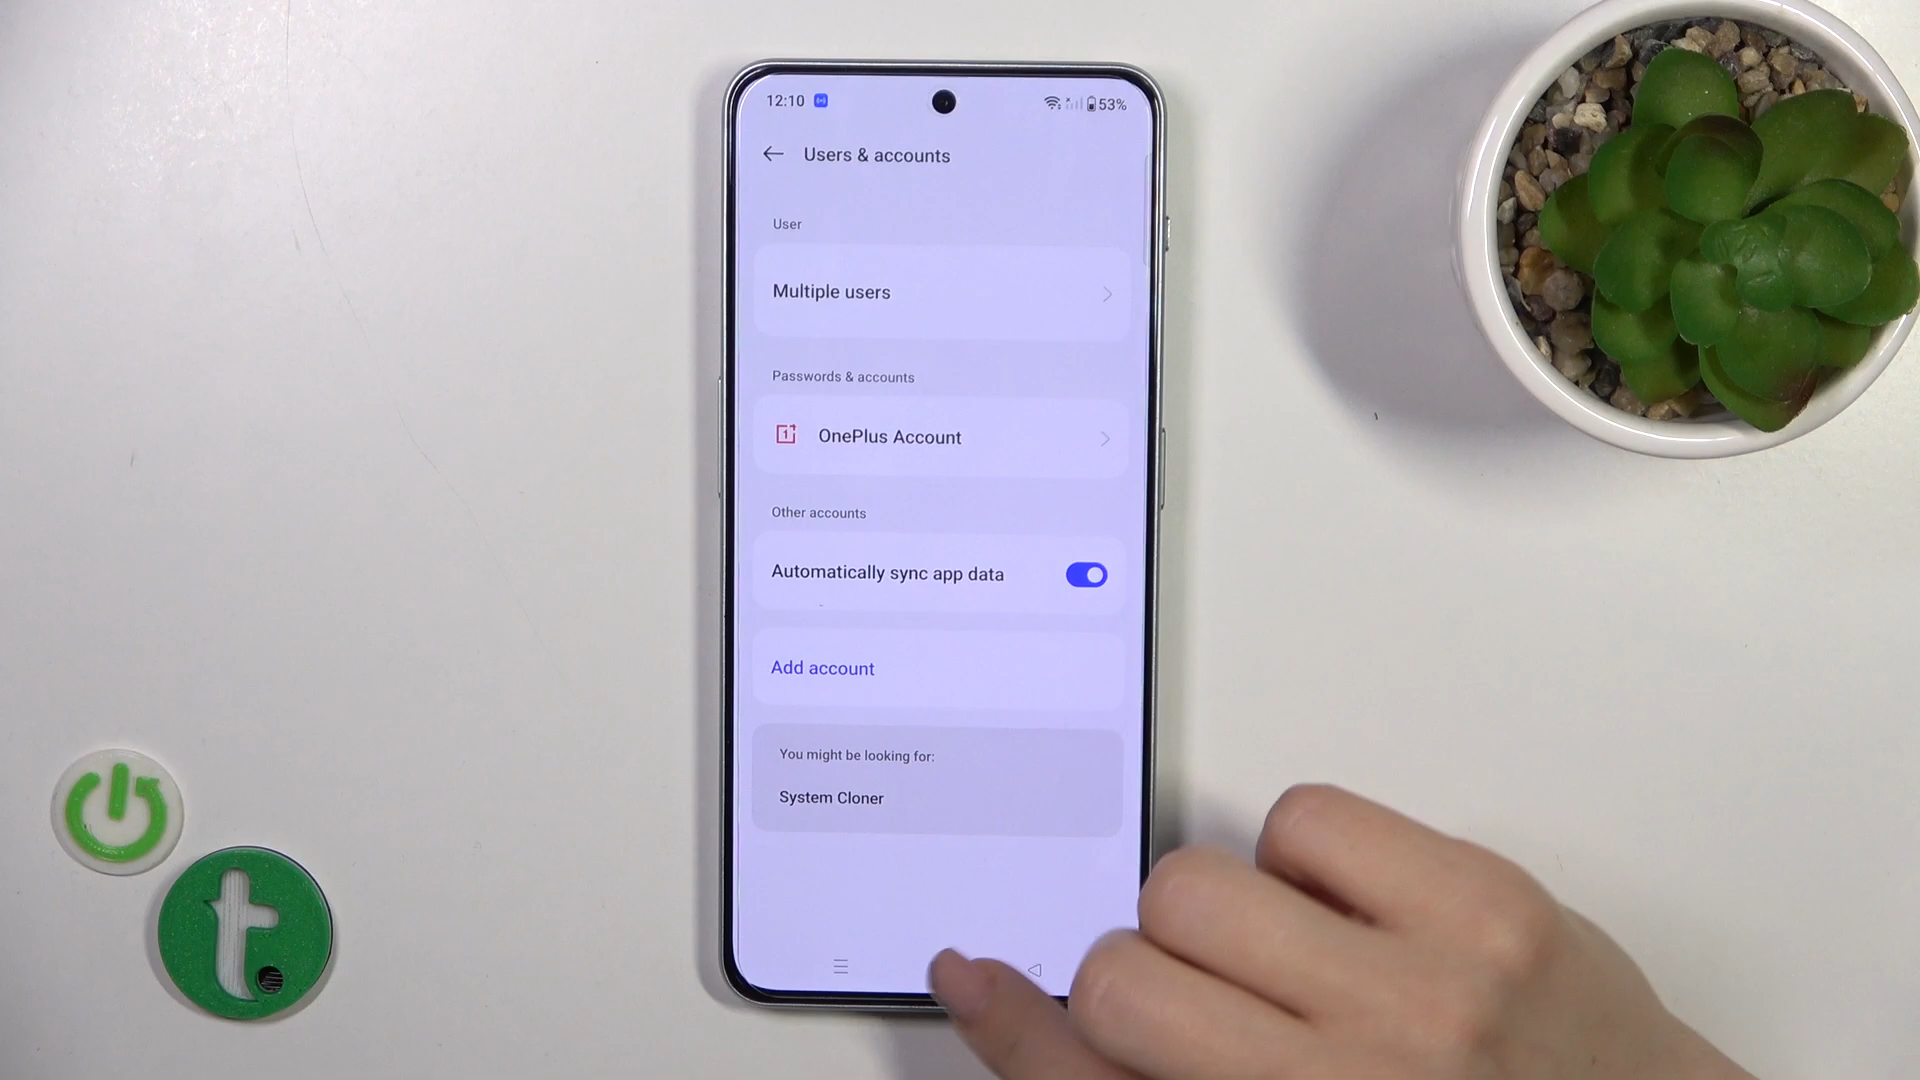 12:10
53%
Users & accounts
User
Multiple users
Passwords & accounts
OnePlus Account
Other accounts
Automatically sync app data
Add account
You might be looking for:
System Cloner
t.